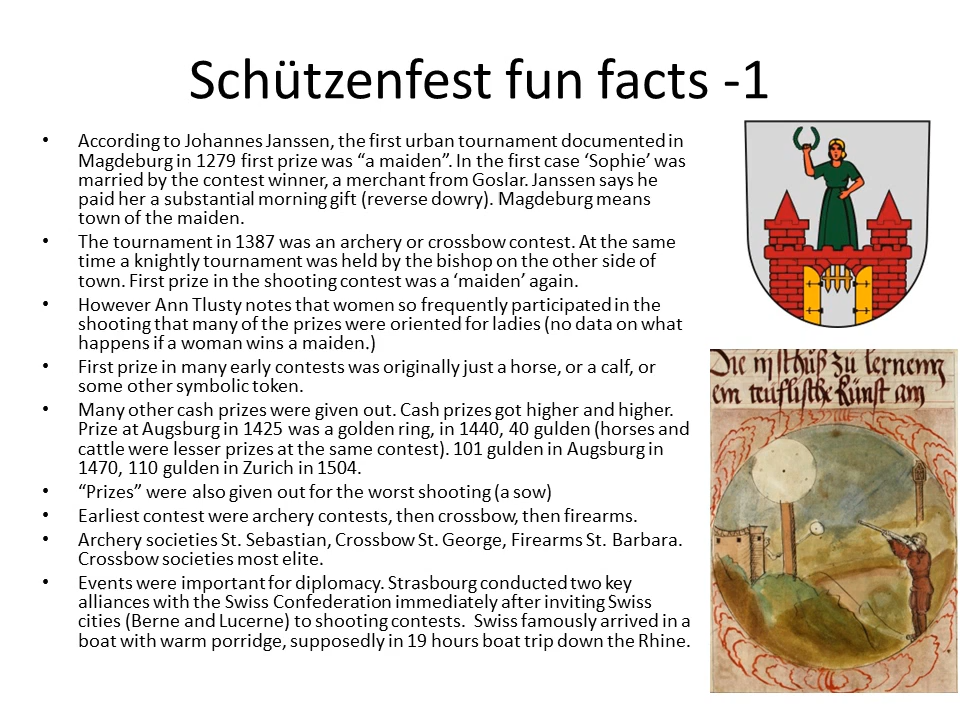 Schützenfest fun facts -1
• According to Johannes Janssen, the first urban tournament documented in
Magdeburg in 1279 first prize was “a maiden”. In the first case ‘Sophie’ was
married by the contest winner, a merchant from Goslar. Janssen says he
paid her a substantial morning gift (reverse dowry). Magdeburg means
town of the maiden.
• The tournament in 1387 was an archery or crossbow contest. At the same
time a knightly tournament was held by the bishop on the other side of
town. First prize in the shooting contest was a ‘maiden’ again.
• However Ann Tlusty notes that women so frequently participated in the
shooting that many of the prizes were oriented for ladies (no data on what
happens if a woman wins a maiden.)
• First prize in many early contests was originally just a horse, or a calf, or
some other symbolic token.
• Many other cash prizes were given out. Cash prizes got higher and higher.
Prize at Augsburg in 1425 was a golden ring, in 1440, 40 gulden (horses and
cattle were lesser prizes at the same contest). 101 gulden in Augsburg in
1470, 110 gulden in Zurich in 1504.
• “Prizes” were also given out for the worst shooting (a sow)
• Earliest contest were archery contests, then crossbow, then firearms.
• Archery societies St. Sebastian, Crossbow St. George, Firearms St. Barbara.
Crossbow societies most elite.
• Events were important for diplomacy. Strasbourg conducted two key
alliances with the Swiss Confederation immediately after inviting Swiss
cities (Berne and Lucerne) to shooting contests.  Swiss famously arrived in a
boat with warm porridge, supposedly in 19 hours boat trip down the Rhine.
Die zu lernenn
ein teuflische Künst